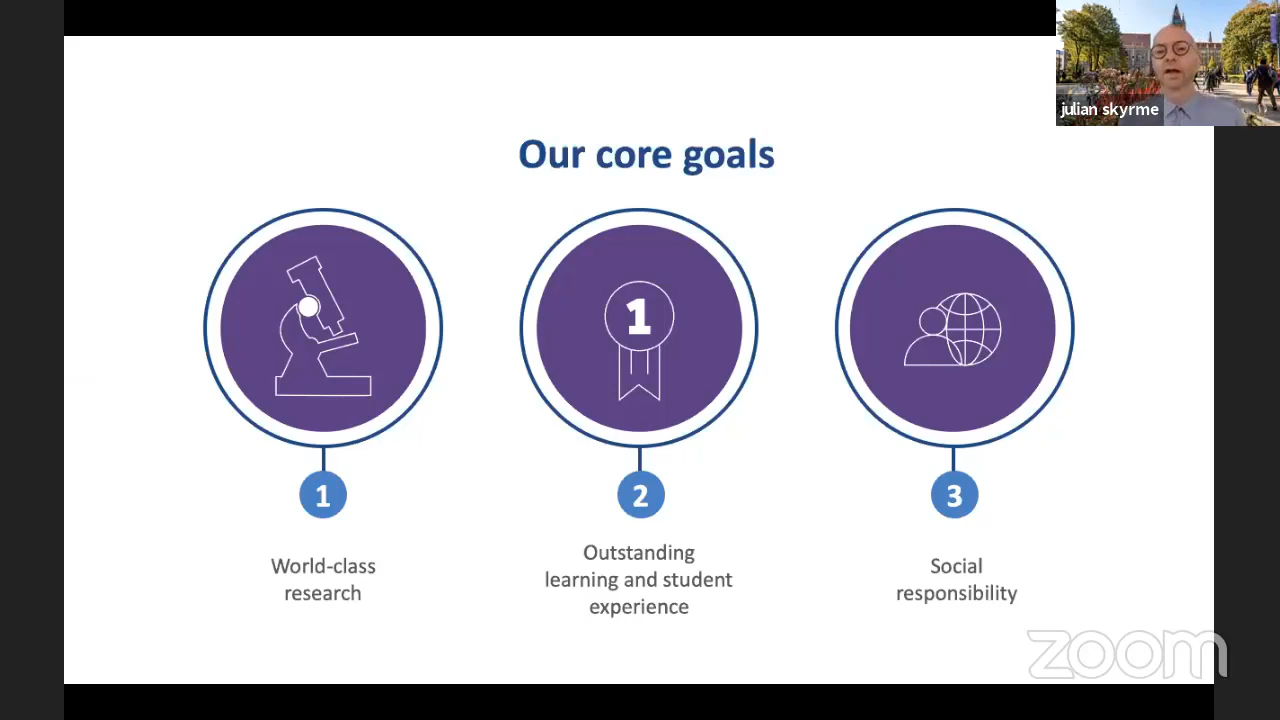 julian skyrme
Our core goals
1
1
2
3
World-class
research
Outstanding
learning and student
experience
Social
responsibility
zoom